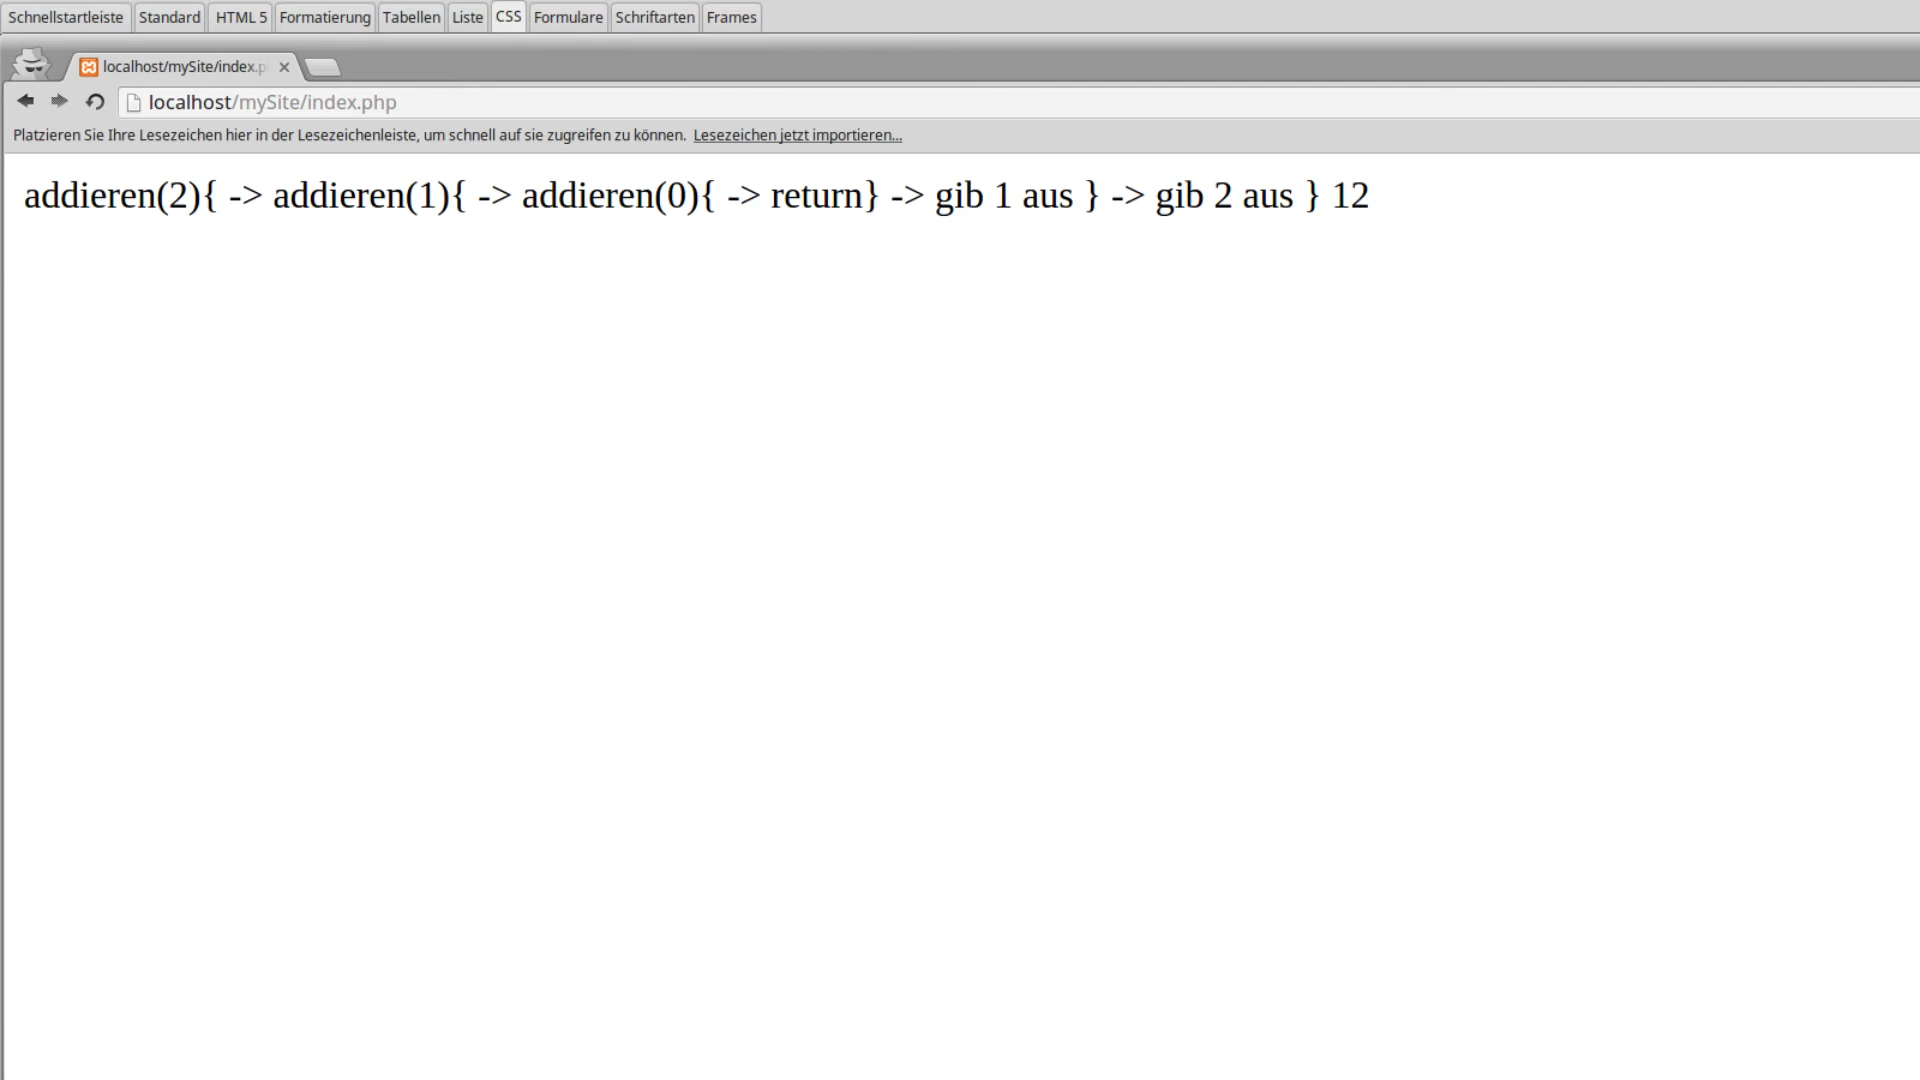 Schnellstartleiste Standard HTML 5 Formatierung Tabellen Liste CSS Formulare Schriftarten Frames
localhost/mySite/index.p
localhost/mySite/index.php
Platzieren Sie Ihre Lesezeichen hier in der Lesezeichenleiste, um schnell auf sie zugreifen zu können. Lesezeichen jetzt importieren...
addieren(2){ -> addieren(1){ -> addieren(0){ -> return} -> gib 1 aus } -> gib 2 aus } 12